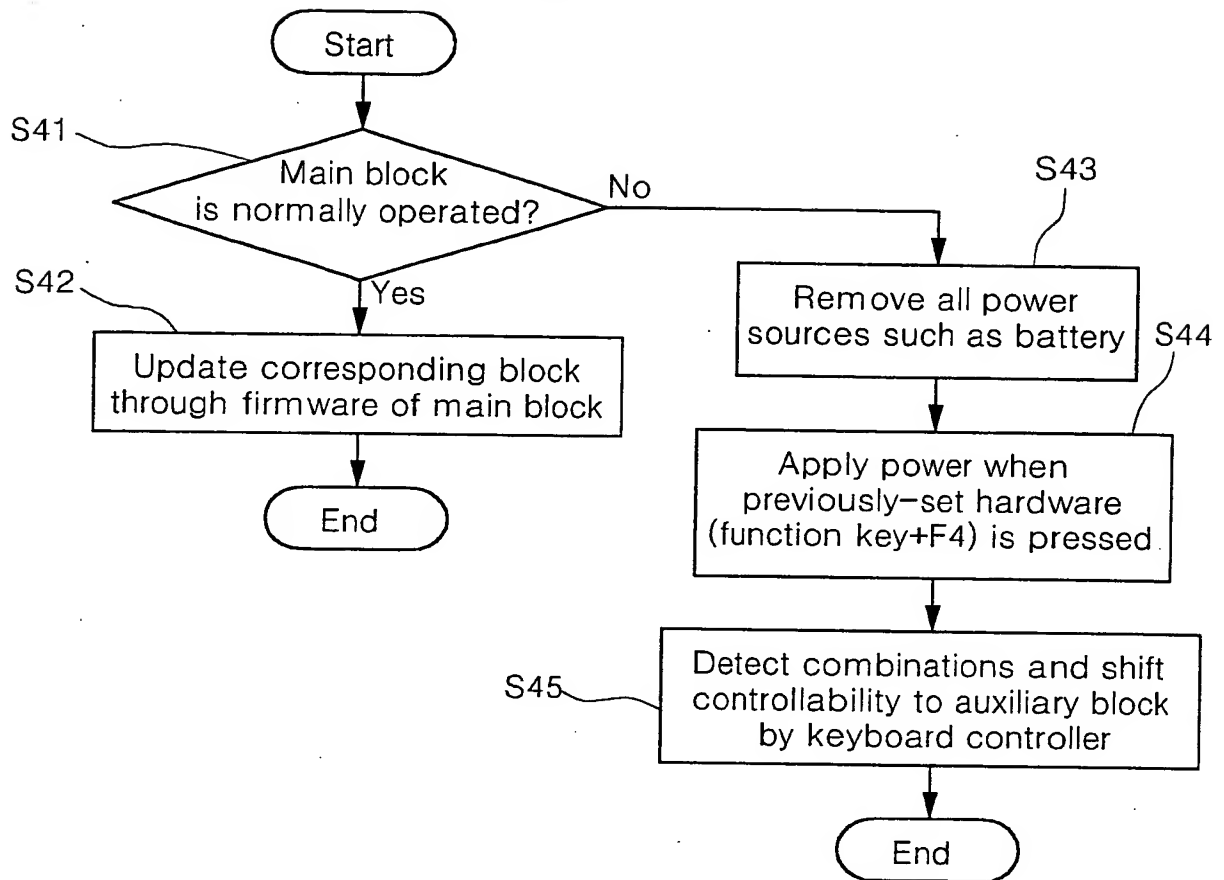 Start
S41
Main block
is normally operated?
No
Yes
S42
Update corresponding block
through firmware of main block
End
S43
Remove all power
sources such as battery
S44
Apply power when
previously-set hardware
(function key+F4) is pressed
S45
Detect combinations and shift
controllability to auxiliary block
by keyboard controller
End